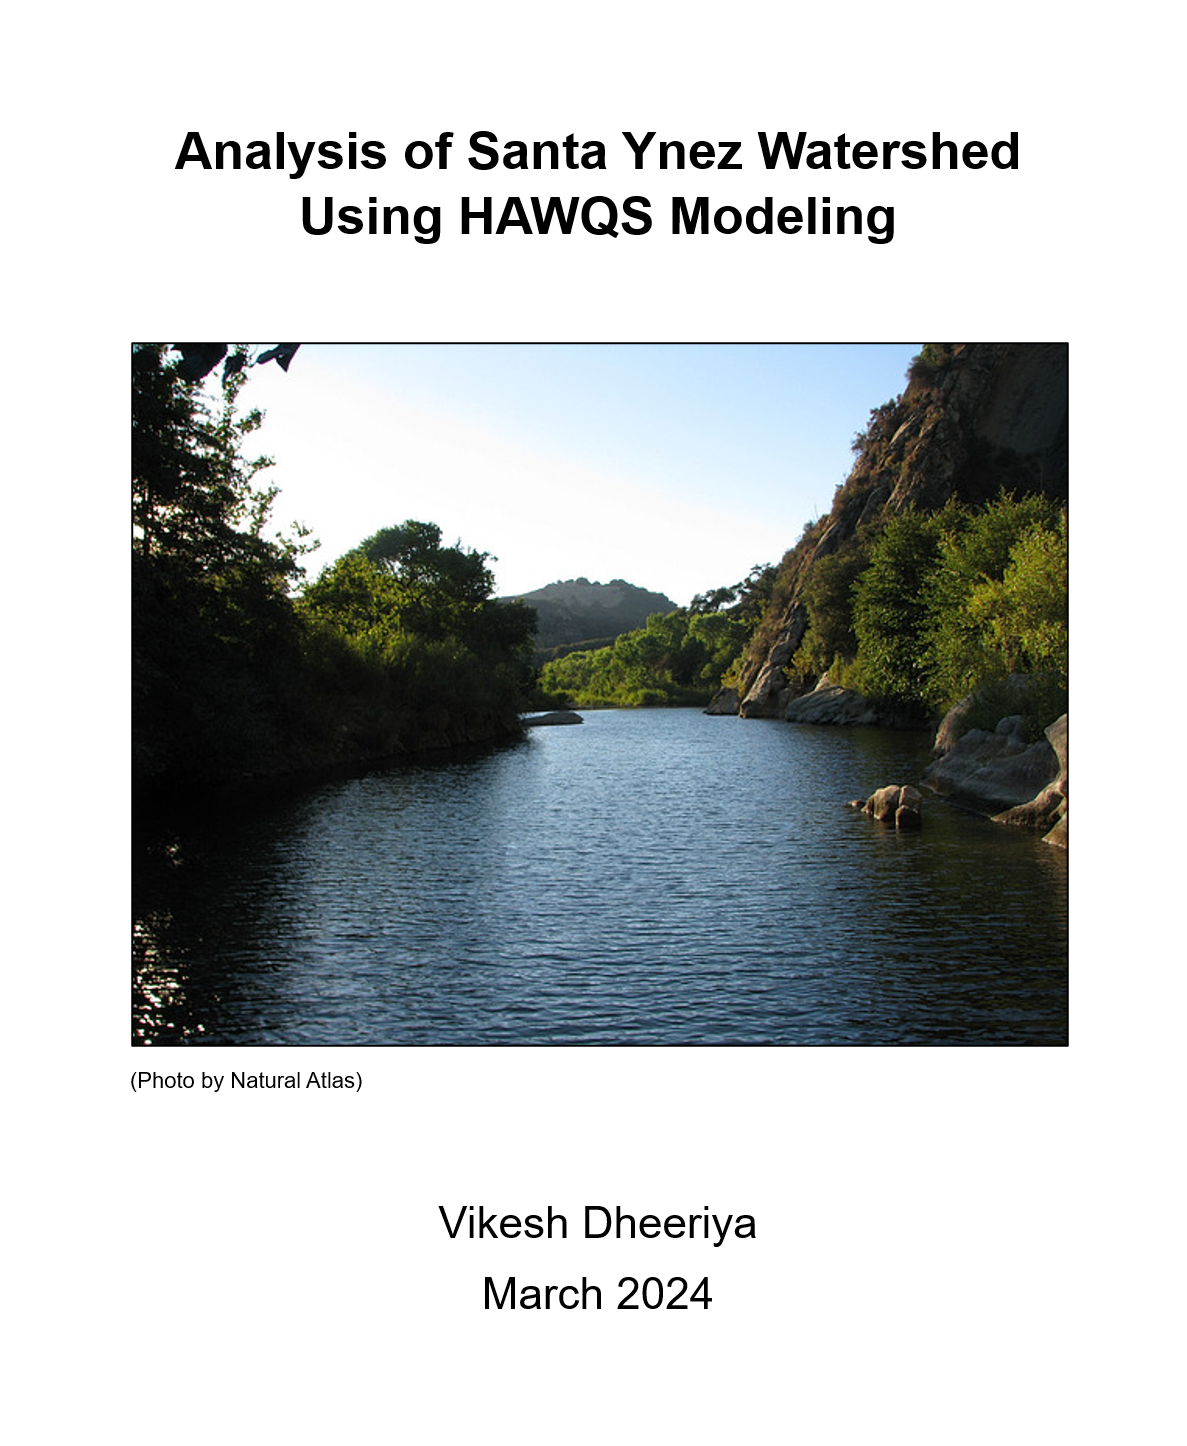 Analysis of Santa Ynez Watershed
Using HAWQS Modeling
(Photo by Natural Atlas)
Vikesh Dheeriya
March 2024